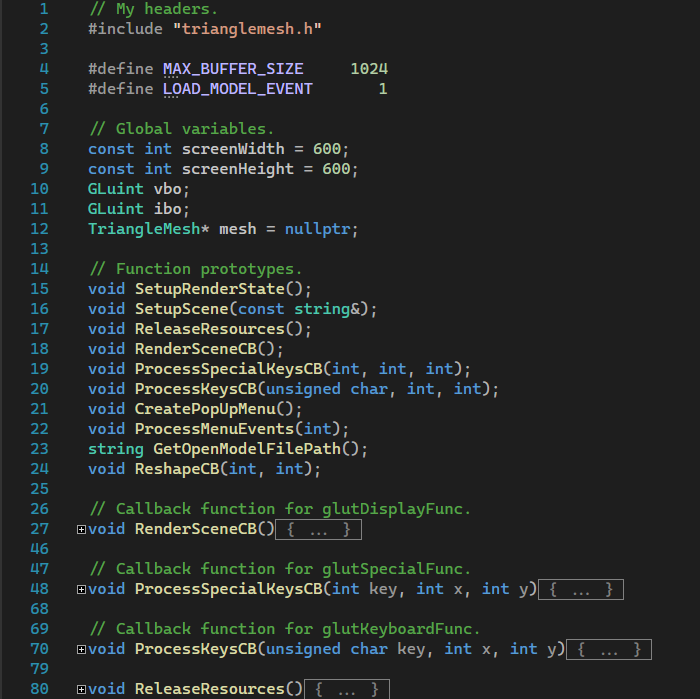 1 // My headers.
2 #include "trianglemesh.h"
3
4 #define MAX_BUFFER_SIZE     1024
5 #define LOAD_MODEL_EVENT       1
6
7 // Global variables.
8 const int screenWidth = 600;
9 const int screenHeight = 600;
10 GLuint vbo;
11 GLuint ibo;
12 TriangleMesh* mesh = nullptr;
13
14 // Function prototypes.
15 void SetupRenderState();
16 void SetupScene(const string&);
17 void ReleaseResources();
18 void RenderSceneCB();
19 void ProcessSpecialKeysCB(int, int, int);
20 void ProcessKeysCB(unsigned char, int, int);
21 void CreatePopUpMenu();
22 void ProcessMenuEvents(int);
23 string GetOpenModelFilePath();
24 void ReshapeCB(int, int);
25
26 // Callback function for glutDisplayFunc.
27 void RenderSceneCB(){ ... }
46
47 // Callback function for glutSpecialFunc.
48 void ProcessSpecialKeysCB(int key, int x, int y){ ... }
68
69 // Callback function for glutKeyboardFunc.
70 void ProcessKeysCB(unsigned char key, int x, int y){ ... }
79
80 void ReleaseResources(){ ... }